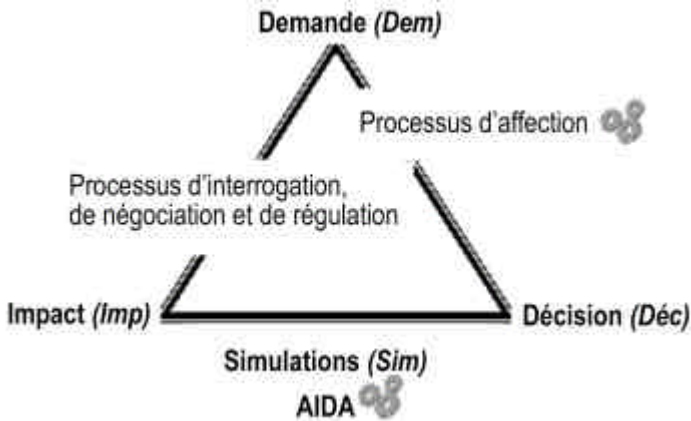 Demande (Dem)
Processus d'affection
Processus d'interrogation,
de négociation et de régulation
Impact (Imp)
Décision (Déc)
Simulations (Sim)
AIDA